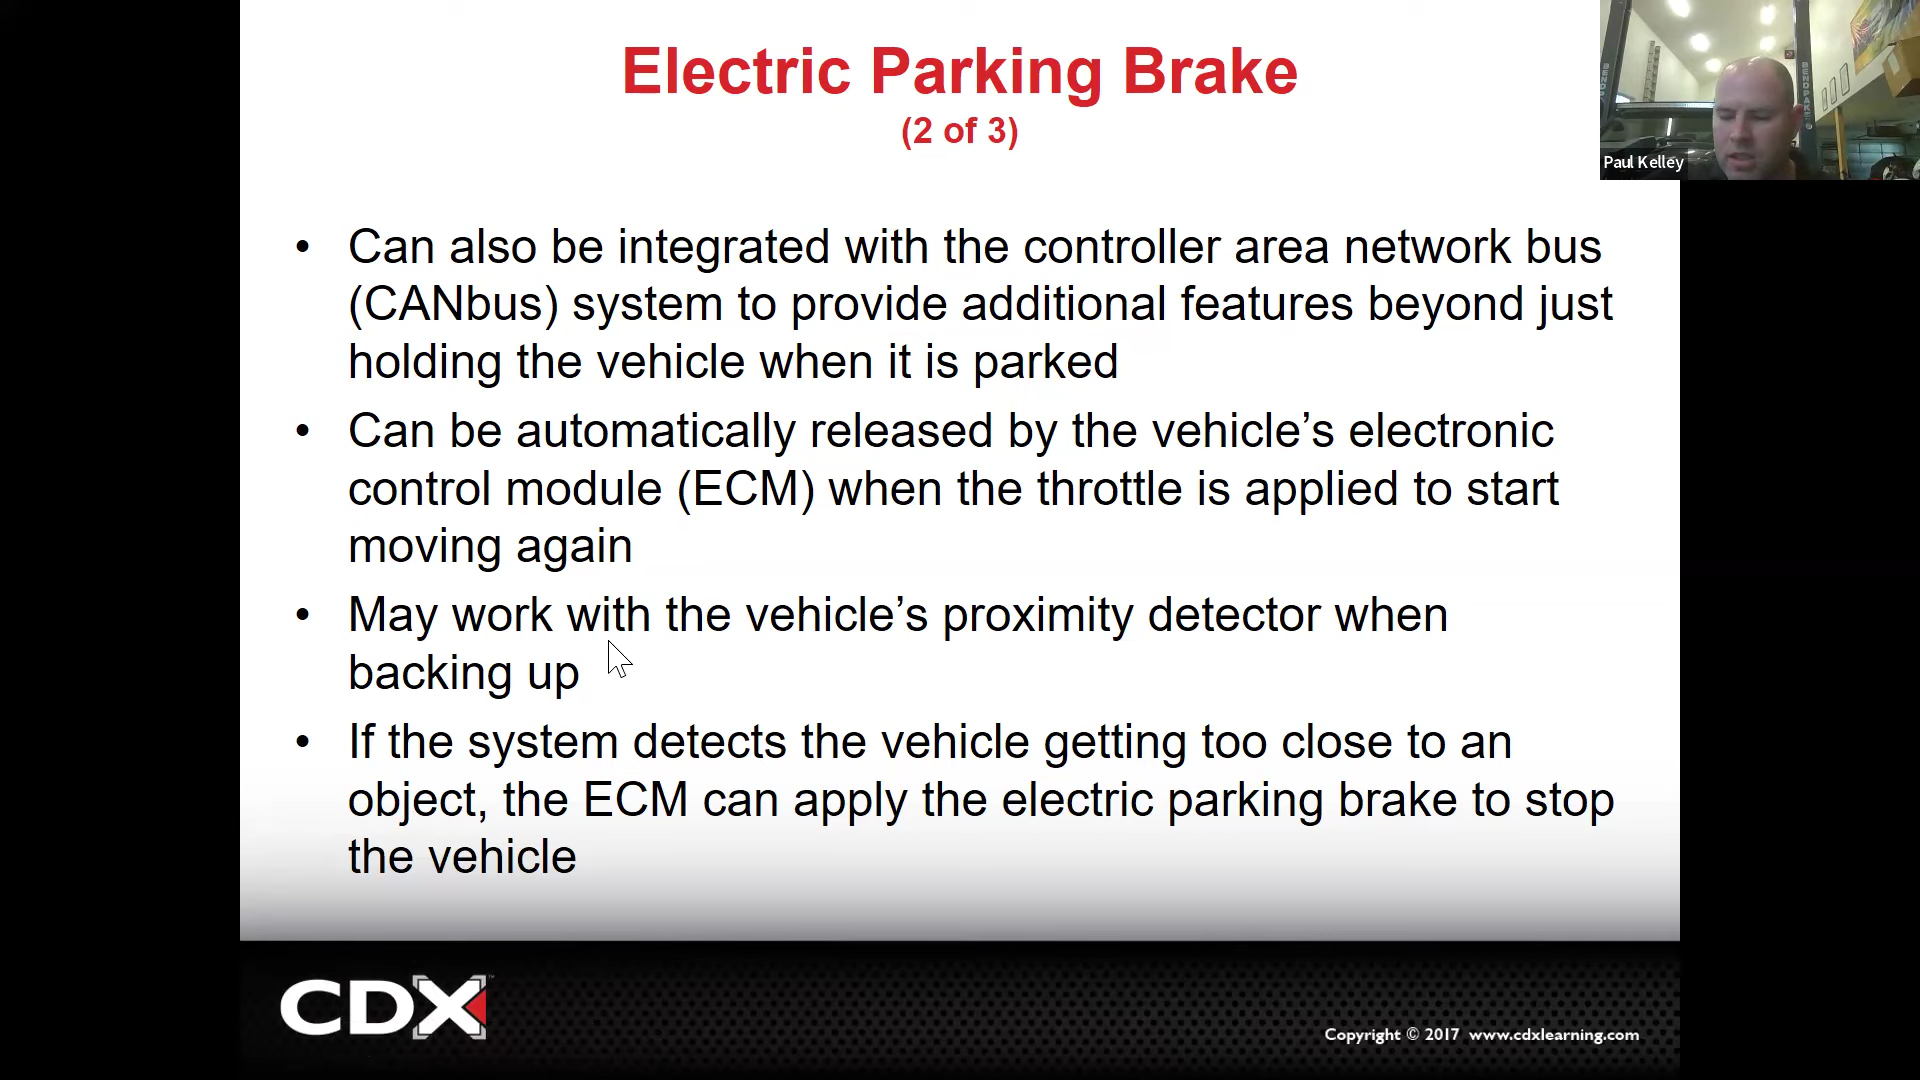 Electric Parking Brake
(2 of 3)
Paul Kelley
• Can also be integrated with the controller area network bus
(CANbus) system to provide additional features beyond just
holding the vehicle when it is parked
• Can be automatically released by the vehicle’s electronic
control module (ECM) when the throttle is applied to start
moving again
• May work with the vehicle’s proximity detector when
backing up
• If the system detects the vehicle getting too close to an
object, the ECM can apply the electric parking brake to stop
the vehicle
CDX
Copyright © 2017 www.cdxlearning.com